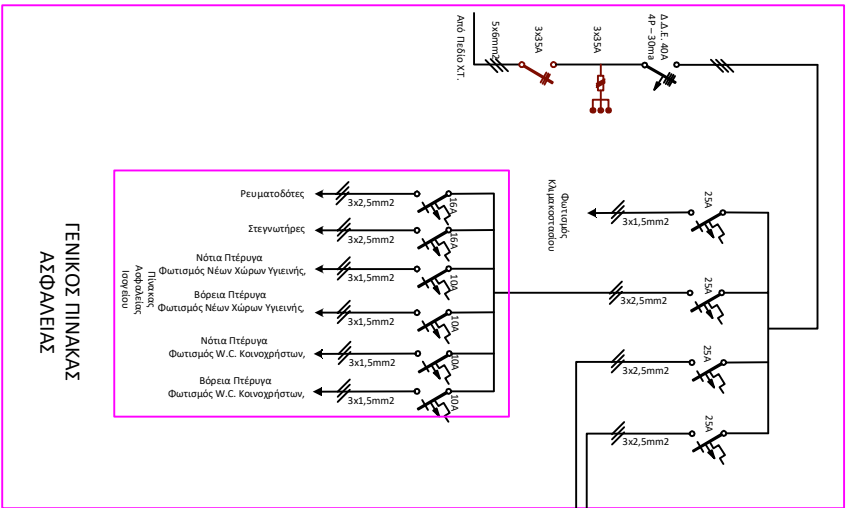 Από Πεδίο Χ.Τ.
5x6mm2
3x35A
3x35A
Δ.Δ.Ε. 40A
4P – 30ma
Φωτισμός
Κλιμακοστασίου
3x1,5mm2
25A
3x2,5mm2
25A
3x2,5mm2
25A
3x2,5mm2
25A
Ρευματοδότες
3x2,5mm2
16A
Στεγνωτήρες
3x2,5mm2
16A
Νότια Πτέρυγα
Φωτισμός Νέων Χώρων Υγιεινής,
3x1,5mm2
10A
Βόρεια Πτέρυγα
Φωτισμός Νέων Χώρων Υγιεινής,
3x1,5mm2
10A
Νότια Πτέρυγα
Φωτισμός W.C. Κοινοχρήστων,
3x1,5mm2
10A
Βόρεια Πτέρυγα
Φωτισμός W.C. Κοινοχρήστων,
3x1,5mm2
10A
Πίνακας
Ασφαλείας
Ισογείου
ΓΕΝΙΚΟΣ ΠΙΝΑΚΑΣ
ΑΣΦΑΛΕΙΑΣ